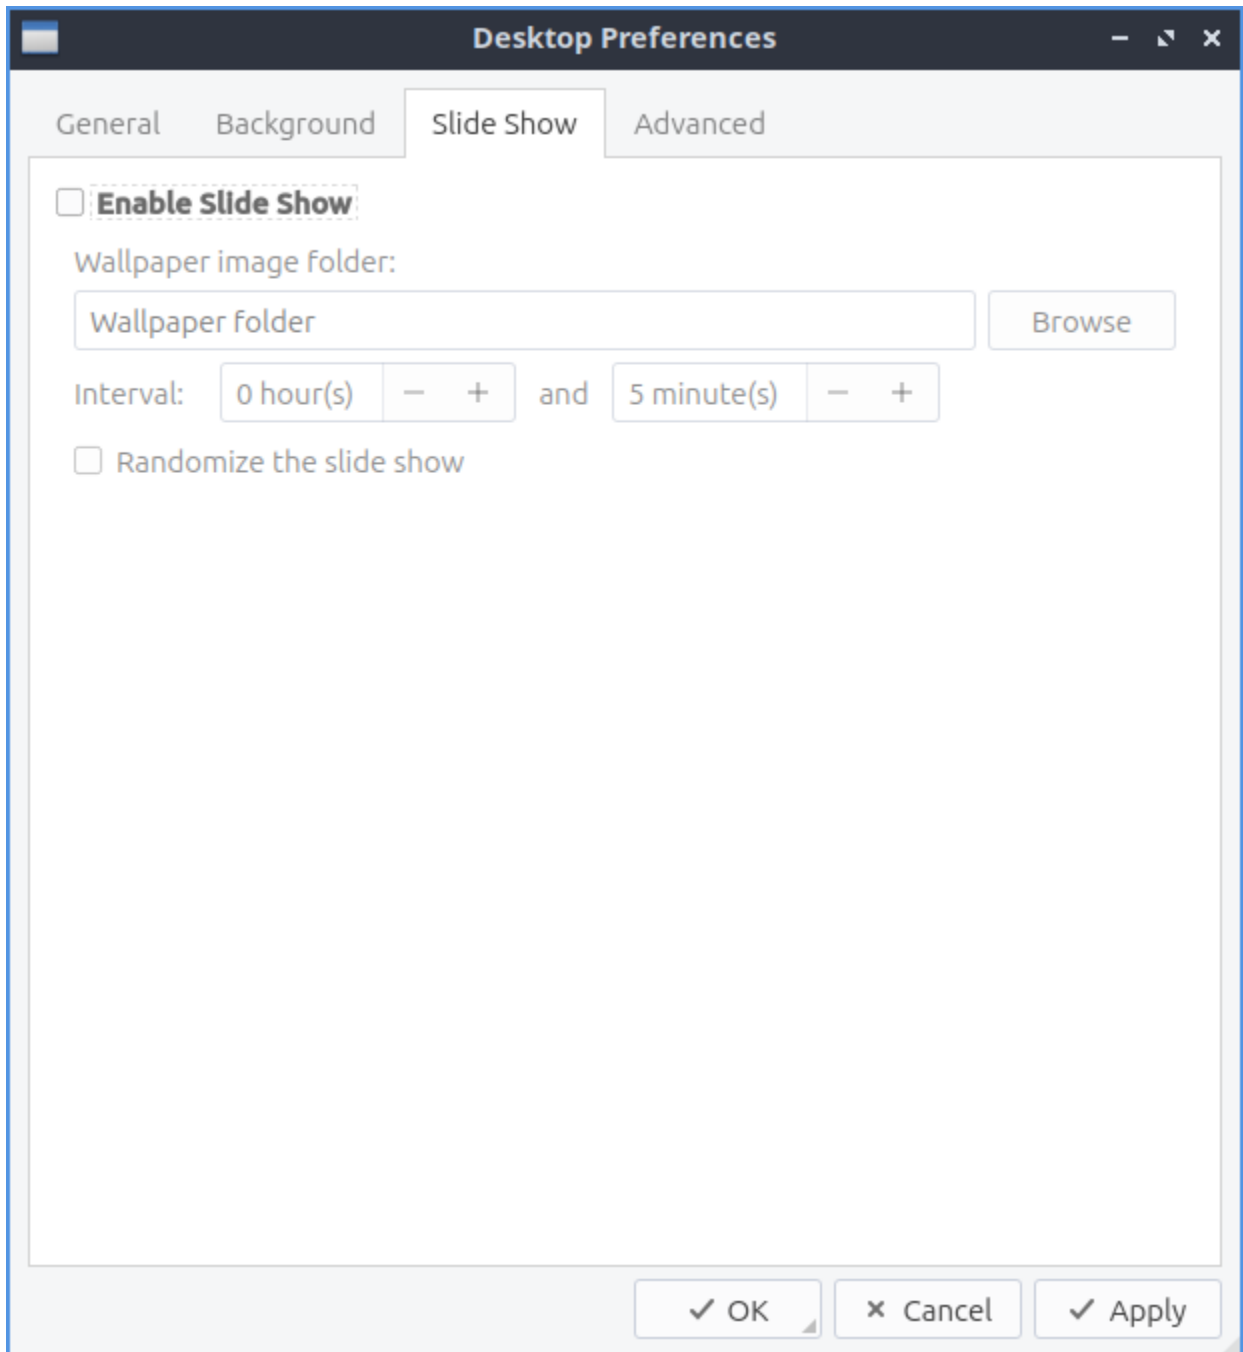 Desktop Preferences
General Background Slide Show Advanced
Enable Slide Show
Wallpaper image folder:
Wallpaper folder Browse
Interval: 0 hour(s) − + and 5 minute(s) − +
Randomize the slide show
OK Cancel Apply